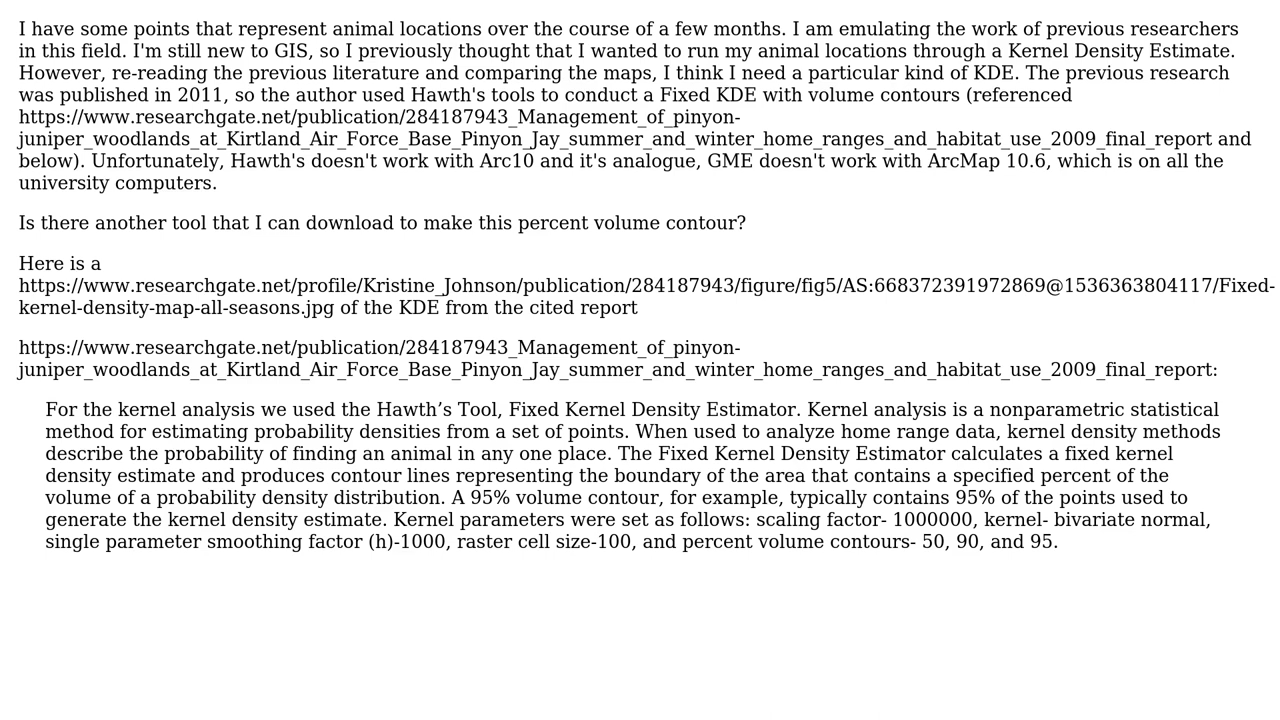 I have some points that represent animal locations over the course of a few months. I am emulating the work of previous researchers
in this field. I'm still new to GIS, so I previously thought that I wanted to run my animal locations through a Kernel Density Estimate.
However, re-reading the previous literature and comparing the maps, I think I need a particular kind of KDE. The previous research
was published in 2011, so the author used Hawth's tools to conduct a Fixed KDE with volume contours (referenced
https://www.researchgate.net/publication/284187943_Management_of_pinyon-
juniper_woodlands_at_Kirtland_Air_Force_Base_Pinyon_Jay_summer_and_winter_home_ranges_and_habitat_use_2009_final_report and
below). Unfortunately, Hawth's doesn't work with Arc10 and it's analogue, GME doesn't work with ArcMap 10.6, which is on all the
university computers.
Is there another tool that I can download to make this percent volume contour?
Here is a
https://www.researchgate.net/profile/Kristine_Johnson/publication/284187943/figure/fig5/AS:668372391972869@1536363804117/Fixed-
kernel-density-map-all-seasons.jpg of the KDE from the cited report
https://www.researchgate.net/publication/284187943_Management_of_pinyon-
juniper_woodlands_at_Kirtland_Air_Force_Base_Pinyon_Jay_summer_and_winter_home_ranges_and_habitat_use_2009_final_report:
For the kernel analysis we used the Hawth’s Tool, Fixed Kernel Density Estimator. Kernel analysis is a nonparametric statistical
method for estimating probability densities from a set of points. When used to analyze home range data, kernel density methods
describe the probability of finding an animal in any one place. The Fixed Kernel Density Estimator calculates a fixed kernel
density estimate and produces contour lines representing the boundary of the area that contains a specified percent of the
volume of a probability density distribution. A 95% volume contour, for example, typically contains 95% of the points used to
generate the kernel density estimate. Kernel parameters were set as follows: scaling factor- 1000000, kernel- bivariate normal,
single parameter smoothing factor (h)-1000, raster cell size-100, and percent volume contours- 50, 90, and 95.